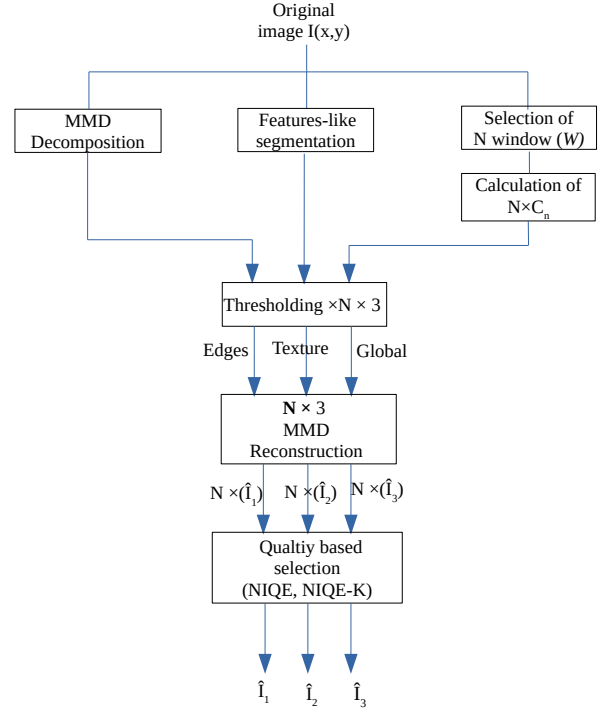 Original
image I(x,y)
MMD
Decomposition
Features-like
segmentation
Selection of
N window (W)
Calculation of
N×Cₙ
Thresholding ×N × 3
Edges
Texture
Global
N × 3
MMD
Reconstruction
N ×(Î₁)
N ×(Î₂)
N ×(Î₃)
Qualtiy based
selection
(NIQE, NIQE-K)
Î₁
Î₂
Î₃